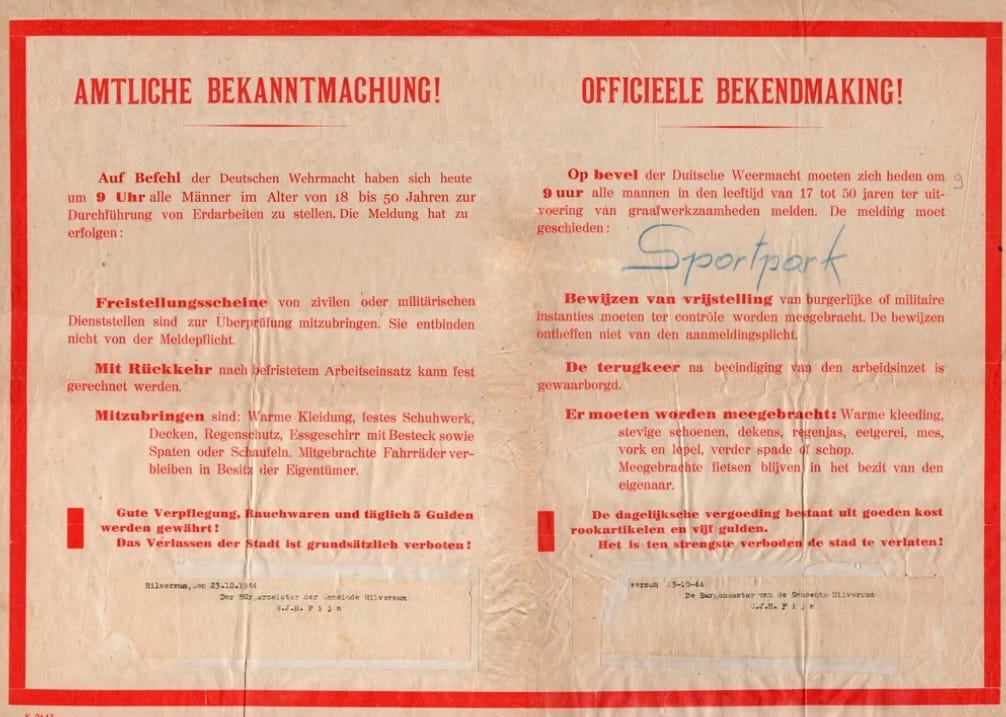 AMTLICHE BEKANNTMACHUNG!
Auf Befehl der Deutschen Wehrmacht haben sich heute
um 9 Uhr alle Männer im Alter von 18 bis 50 Jahren zur
Durchführung von Erdarbeiten zu stellen. Die Meldung hat zu
erfolgen:
Freistellungsscheine von zivilen oder militärischen
Dienststellen sind zur Überprüfung mitzubringen. Sie entbinden
nicht von der Meldepflicht.
Mit Rückkehr nach befristetem Arbeitseinsatz kann fest
gerechnet werden.
Mitzubringen sind: Warme Kleidung, festes Schuhwerk,
Decken, Regenschutz, Essgeschirr mit Besteck sowie
Spaten oder Schaufeln. Mitgebrachte Fahrräder ver-
bleiben in Besitz der Eigentümer.
Gute Verpflegung, Rauchwaren und täglich 5 Gulden
werden gewährt!
Das Verlassen der Stadt ist grundsätzlich verboten!
Hilversum, den 23.10.1944
Der Bürgermeister der Gemeinde Hilversum
OFFICIEELE BEKENDMAKING!
Op bevel der Duitsche Weermacht moeten zich heden om
9 uur alle mannen in den leeftijd van 17 tot 50 jaren ter uit-
voering van graafwerkzaamheden melden. De melding moet
geschieden:
9
Sportpark
Bewijzen van vrijstelling van burgerlijke of militaire
instanties moeten ter contrôle worden meegebracht. De bewijzen
ontheffen niet van den aanmeldingsplicht.
De terugkeer na beeindiging van den arbeidsinzet is
gewaarborgd.
Er moeten worden meegebracht: Warme kleeding,
stevige schoenen, dekens, regenjas, eetgerei, mes,
vork en lepel, verder spade of schop.
Meegebrachte fietsen blijven in het bezit van den
eigenaar.
De dagelijksche vergoeding bestaat uit goeden kost
rookartikelen en vijf gulden.
Het is ten strengste verboden de stad te verlaten!
versum 23-10-44
De Burgemeester van de Gemeente Hilversum